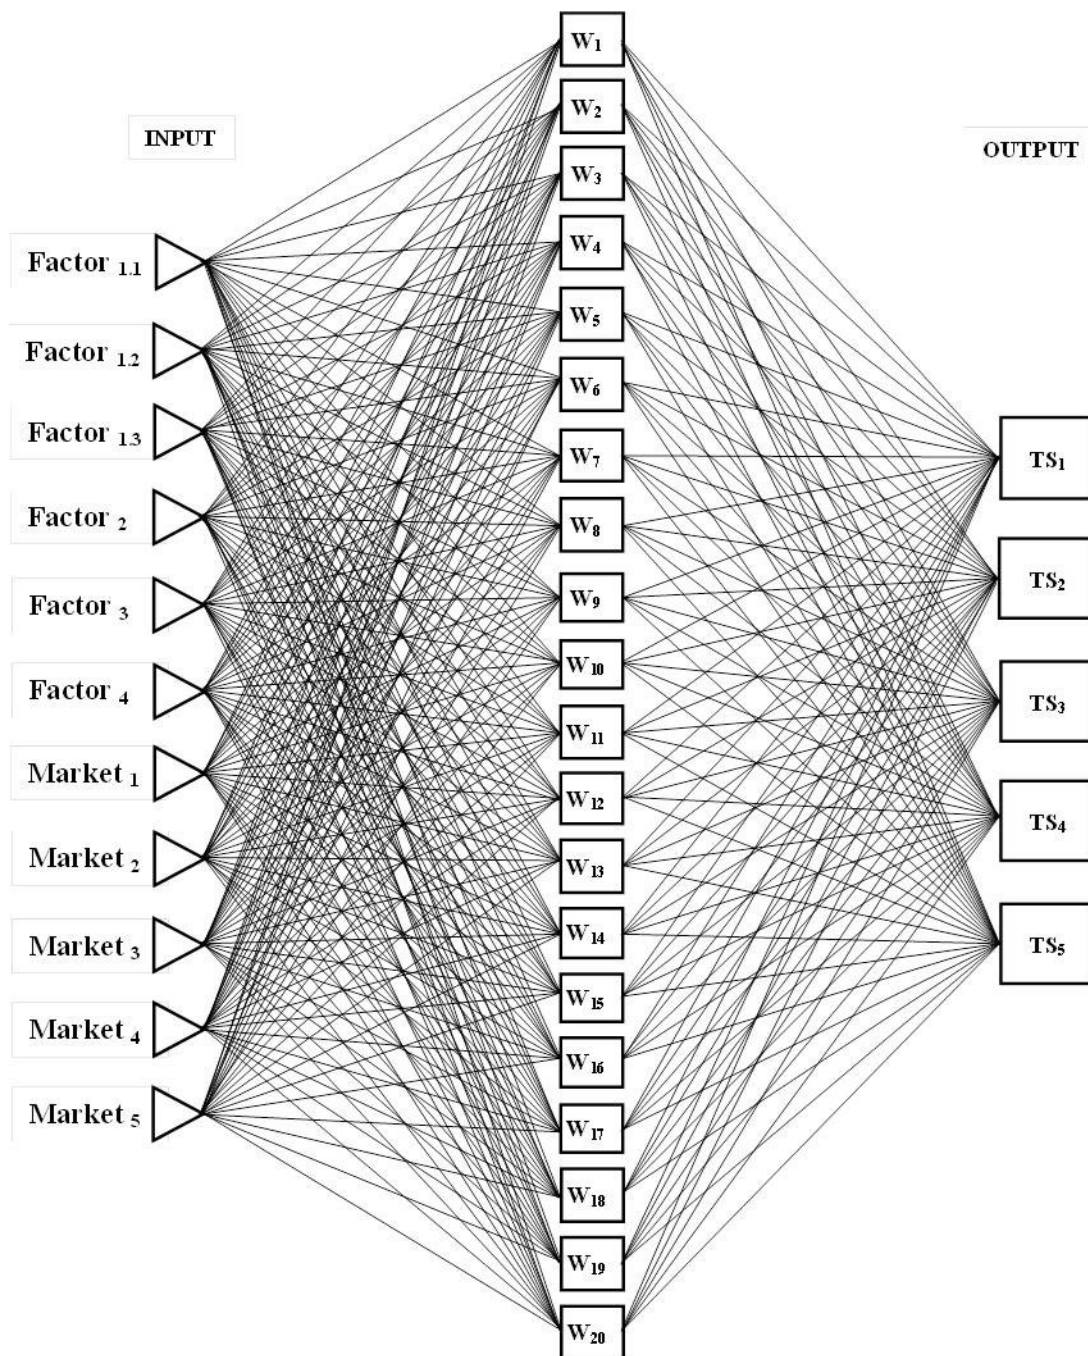 INPUT
OUTPUT
Factor 1.1
Factor 1.2
Factor 1.3
Factor 2
Factor 3
Factor 4
Market 1
Market 2
Market 3
Market 4
Market 5
W1
W2
W3
W4
W5
W6
W7
W8
W9
W10
W11
W12
W13
W14
W15
W16
W17
W18
W19
W20
TS1
TS2
TS3
TS4
TS5